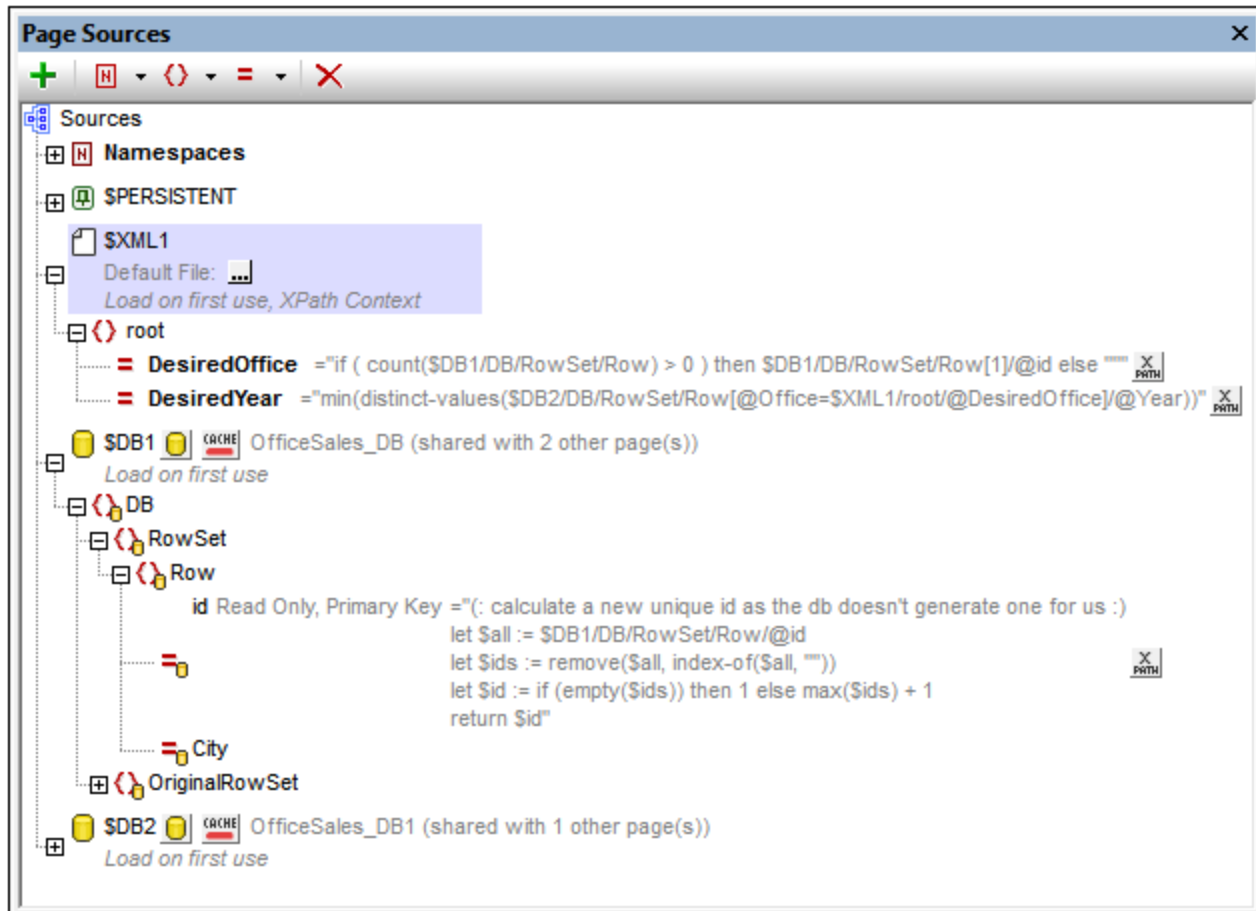 Page Sources
Sources
Namespaces
$PERSISTENT
$XML1
Default File: ...
Load on first use, XPath Context
root
DesiredOffice ="if ( count($DB1/DB/RowSet/Row) > 0 ) then $DB1/DB/RowSet/Row[1]/@id else """" X PATH
DesiredYear ="min(distinct-values($DB2/DB/RowSet/Row[@Office=$XML1/root/@DesiredOffice]/@Year))" X PATH
$DB1 CACHE OfficeSales_DB (shared with 2 other page(s))
Load on first use
DB
RowSet
Row
id Read Only, Primary Key ="(: calculate a new unique id as the db doesn't generate one for us :)
let $all := $DB1/DB/RowSet/Row/@id
let $ids := remove($all, index-of($all, "")) X PATH
let $id := if (empty($ids)) then 1 else max($ids) + 1
return $id"
City
OriginalRowSet
$DB2 CACHE OfficeSales_DB1 (shared with 1 other page(s))
Load on first use